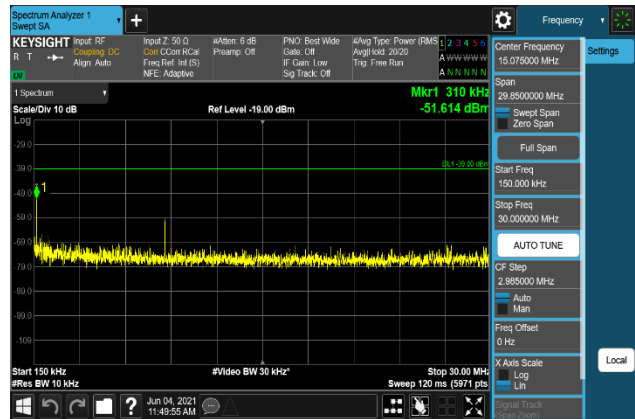 Spectrum Analyzer 1
Swept SA
Frequency
KEYSIGHT
R T
LW
Input: RF
Coupling: DC
Align: Auto
Input Z: 50 Ω
Corr CCorr RCal
Freq Ref: Int (S)
NFE: Adaptive
#Atten: 6 dB
Preamp: Off
PNO: Best Wide
Gate: Off
IF Gain: Low
Sig Track: Off
#Avg Type: Power (RMS
Avg|Hold: 20/20
Trig: Free Run
1 2 3 4 5 6
A W W W W W
A N N N N N
1 Spectrum
Scale/Div 10 dB
Log
Ref Level -19.00 dBm
Mkr1 310 kHz
-51.614 dBm
DL1 -39.00 dBm
1
-29.0
-39.0
-49.0
-59.0
-69.0
-79.0
-89.0
-99.0
-109
Start 150 kHz
#Res BW 10 kHz
#Video BW 30 kHz*
Stop 30.00 MHz
Sweep 120 ms (5971 pts
Jun 04, 2021
11:49:55 AM
?
Center Frequency
15.075000 MHz
Span
29.8500000 MHz
Swept Span
Zero Span
Full Span
Start Freq
150.000 kHz
Stop Freq
30.000000 MHz
AUTO TUNE
CF Step
2.985000 MHz
Auto
Man
Freq Offset
0 Hz
X Axis Scale
Log
Lin
Signal Track
(Span Zoom)
Settings
Local